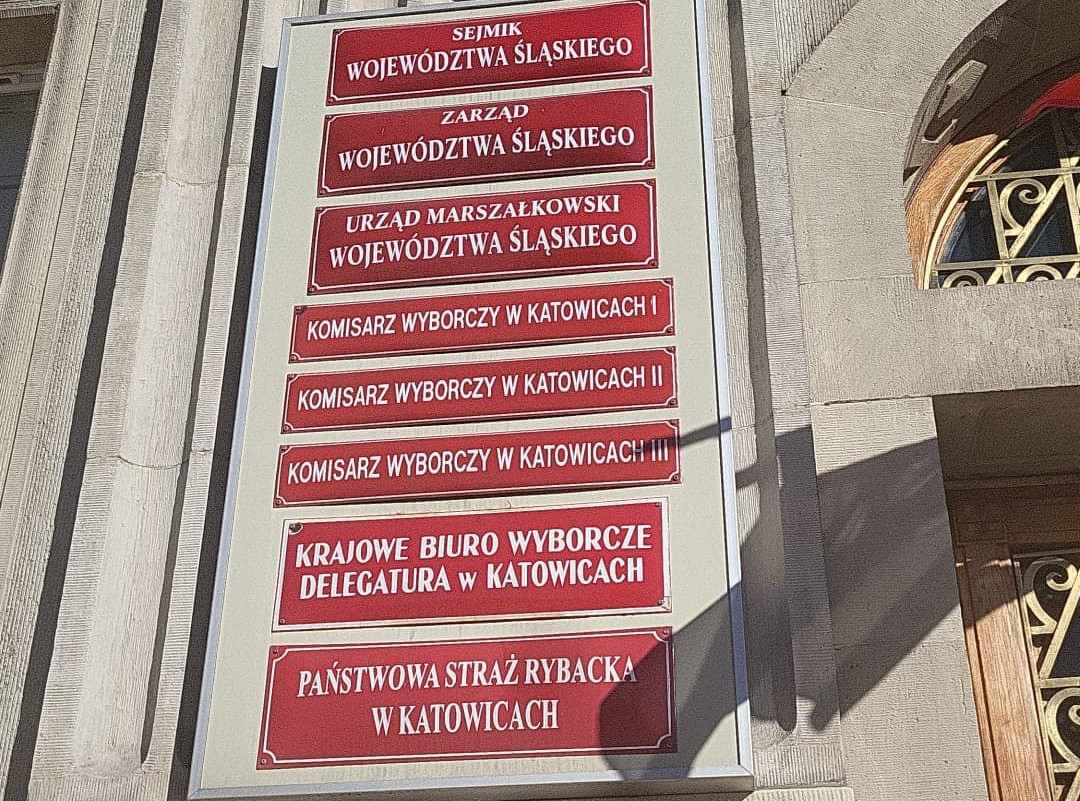 SEJMIK
WOJEWÓDZTWA ŚLĄSKIEGO
ZARZĄD
WOJEWÓDZTWA ŚLĄSKIEGO
URZĄD MARSZAŁKOWSKI
WOJEWÓDZTWA ŚLĄSKIEGO
KOMISARZ WYBORCZY W KATOWICACH I
KOMISARZ WYBORCZY W KATOWICACH II
KOMISARZ WYBORCZY W KATOWICACH III
KRAJOWE BIURO WYBORCZE
DELEGATURA w KATOWICACH
PAŃSTWOWA STRAŻ RYBACKA
W KATOWICACH